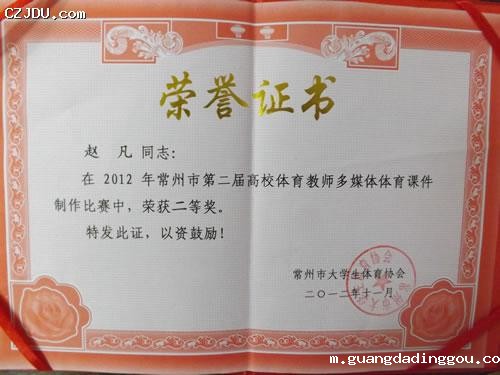 CZJDU.com
荣誉证书
赵 凡 同志：
在 2012 年常州市第二届高校体育教师多媒体体育课件
制作比赛中，荣获二等奖。
特发此证，以资鼓励！
常州市大学生体育协会
二〇一二年十一月
m.guangdadinggou.co